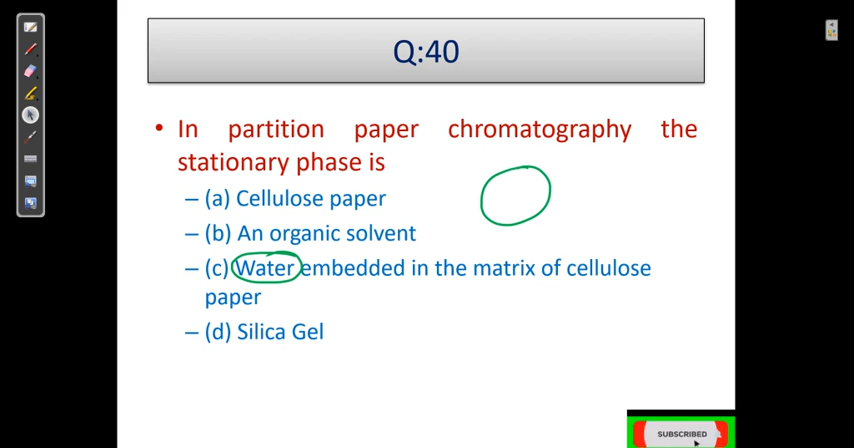 Q:40
• In partition paper chromatography the
stationary phase is
– (a) Cellulose paper
– (b) An organic solvent
– (c) Water embedded in the matrix of cellulose
paper
– (d) Silica Gel
SUBSCRIBED